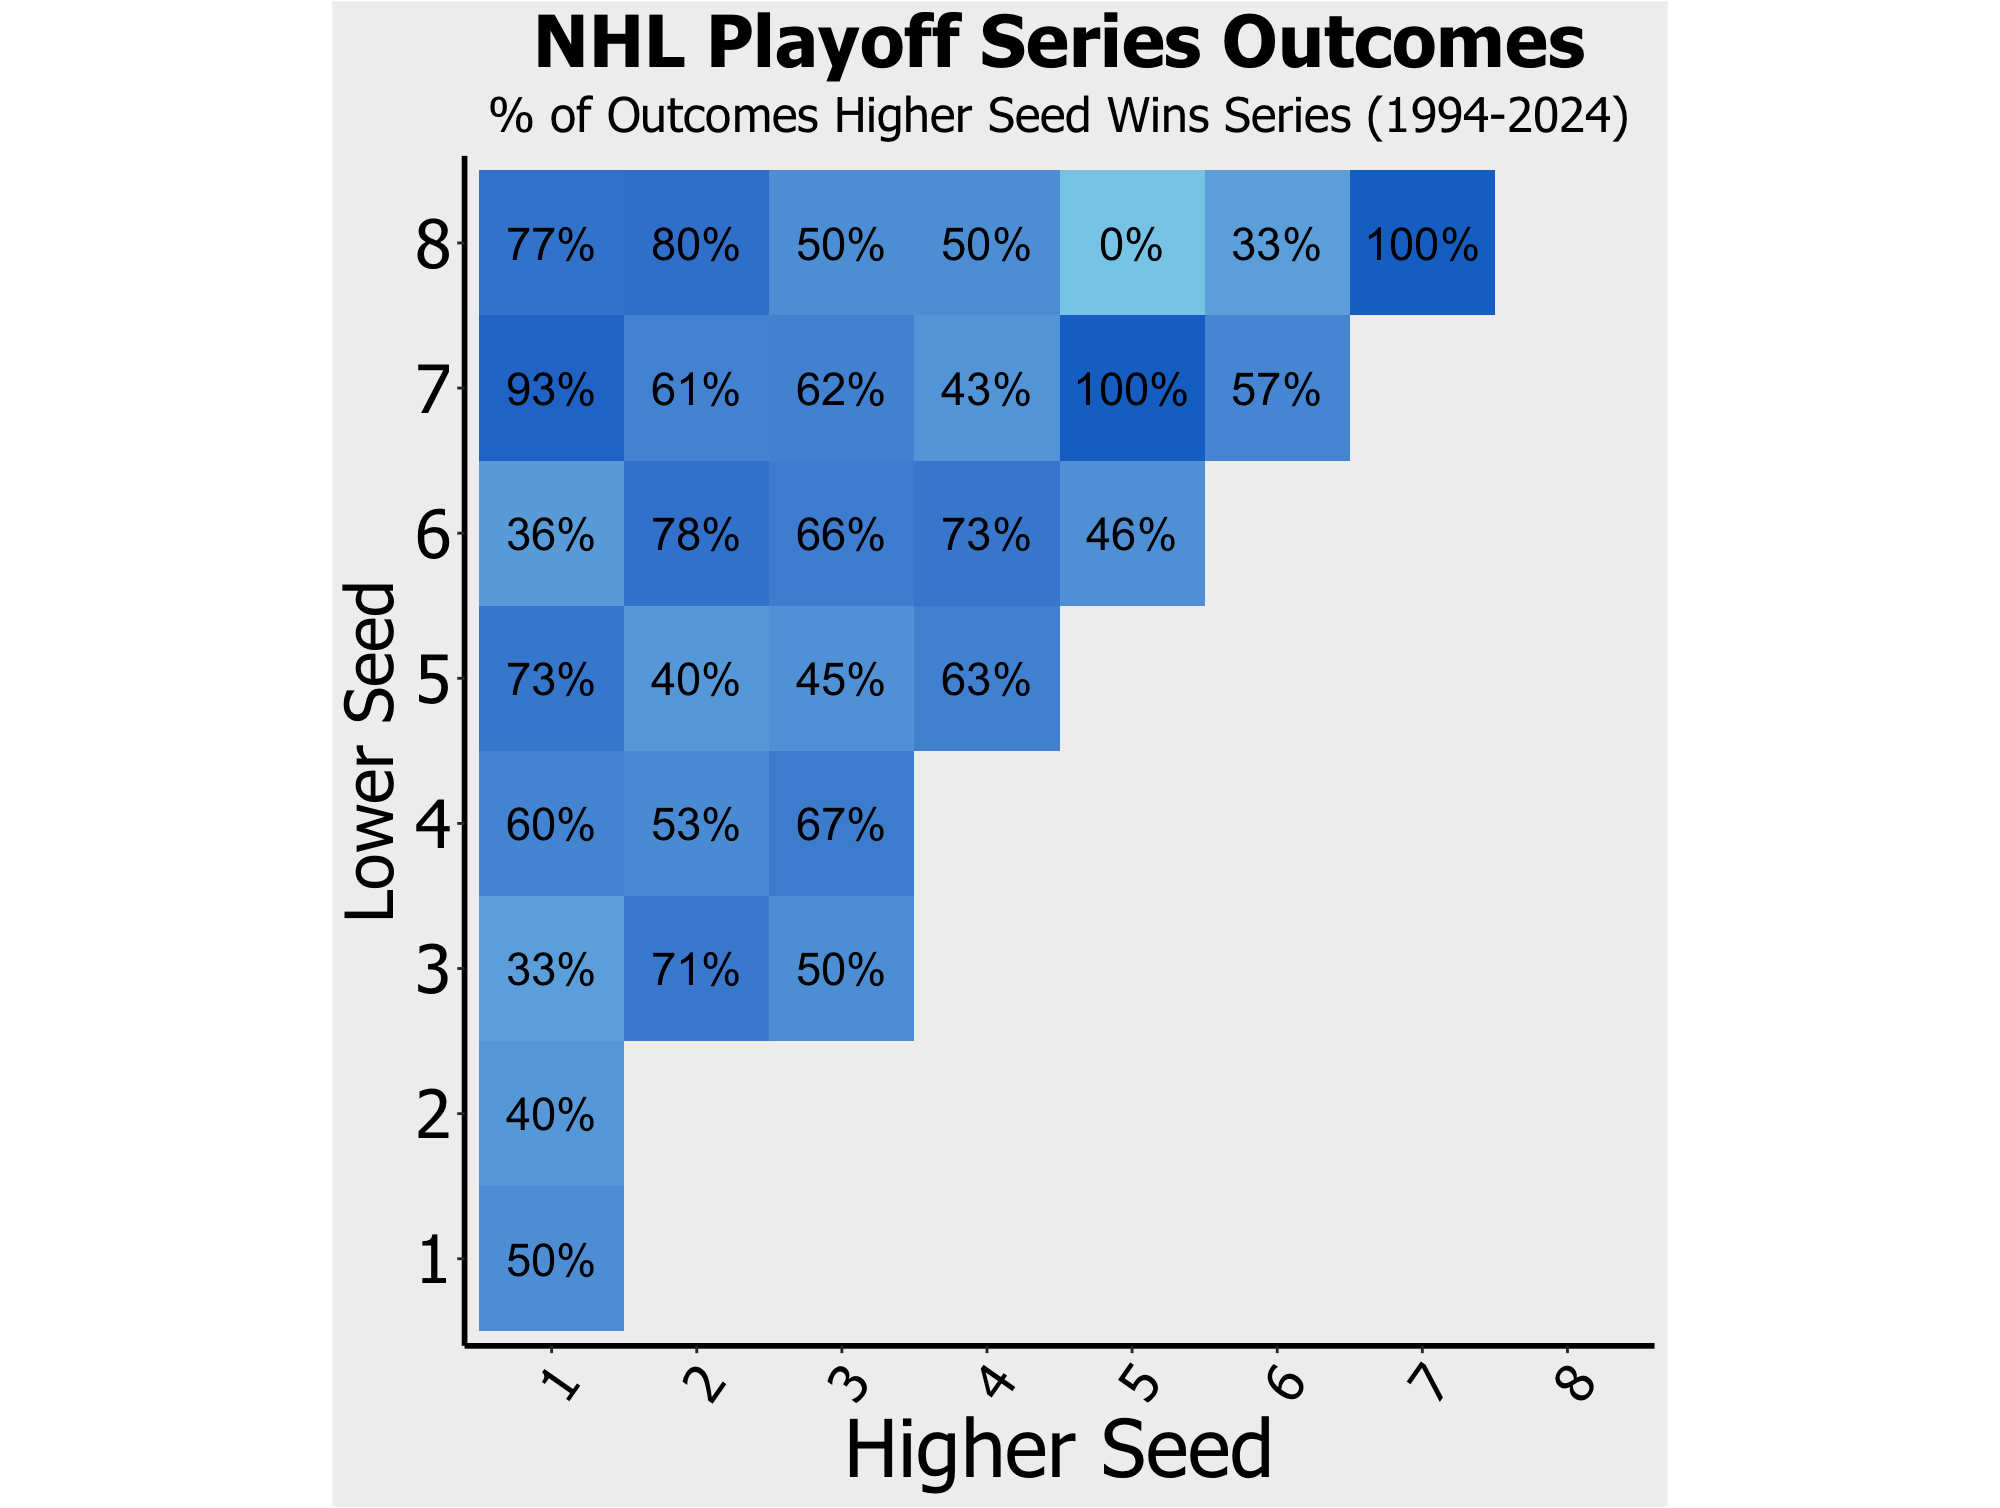 NHL Playoff Series Outcomes
% of Outcomes Higher Seed Wins Series (1994-2024)
8 77% 80% 50% 50% 0% 33% 100%
7 93% 61% 62% 43% 100% 57%
6 36% 78% 66% 73% 46%
5 73% 40% 45% 63%
4 60% 53% 67%
3 33% 71% 50%
2 40%
1 50%
Lower Seed
1 2 3 4 5 6 7 8
Higher Seed